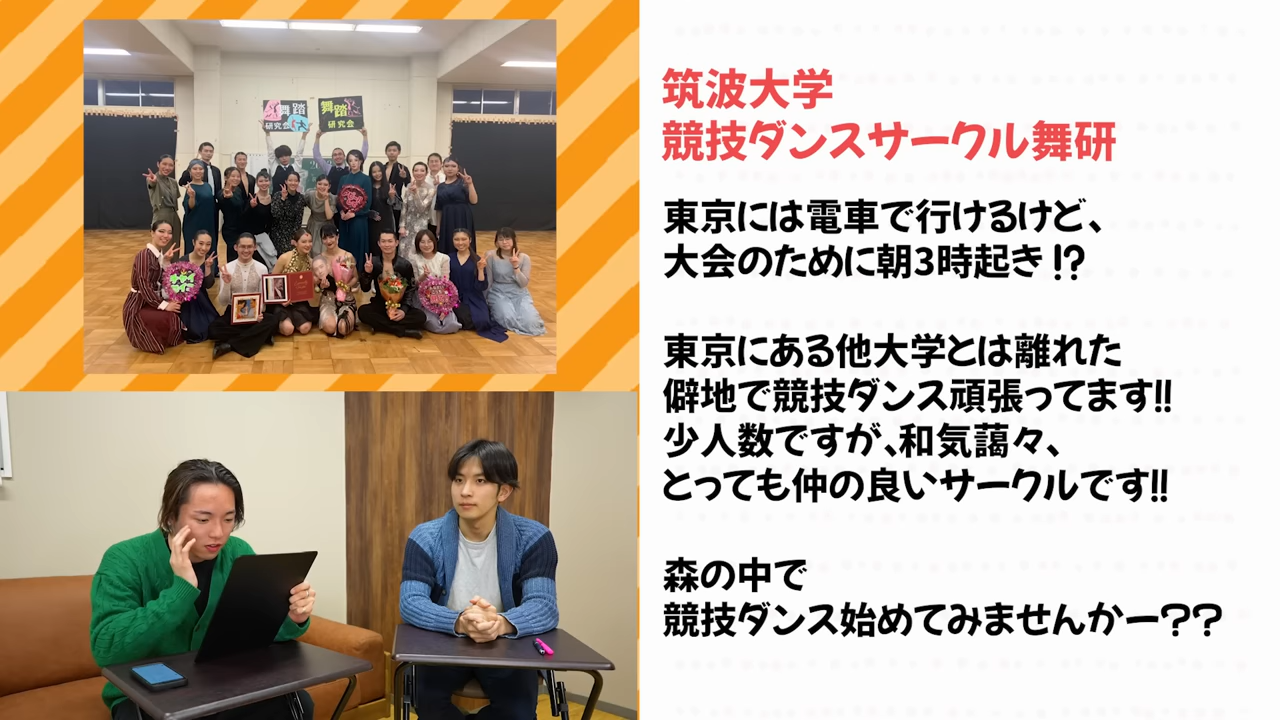 舞踏
研究会
舞踏
研究会
筑波大学
競技ダンスサークル舞研
東京には電車で行けるけど、
大会のために朝3時起き!?
東京にある他大学とは離れた
僻地で競技ダンス頑張ってます!!
少人数ですが、和気藹々、
とっても仲の良いサークルです!!
森の中で
競技ダンス始めてみませんかー??